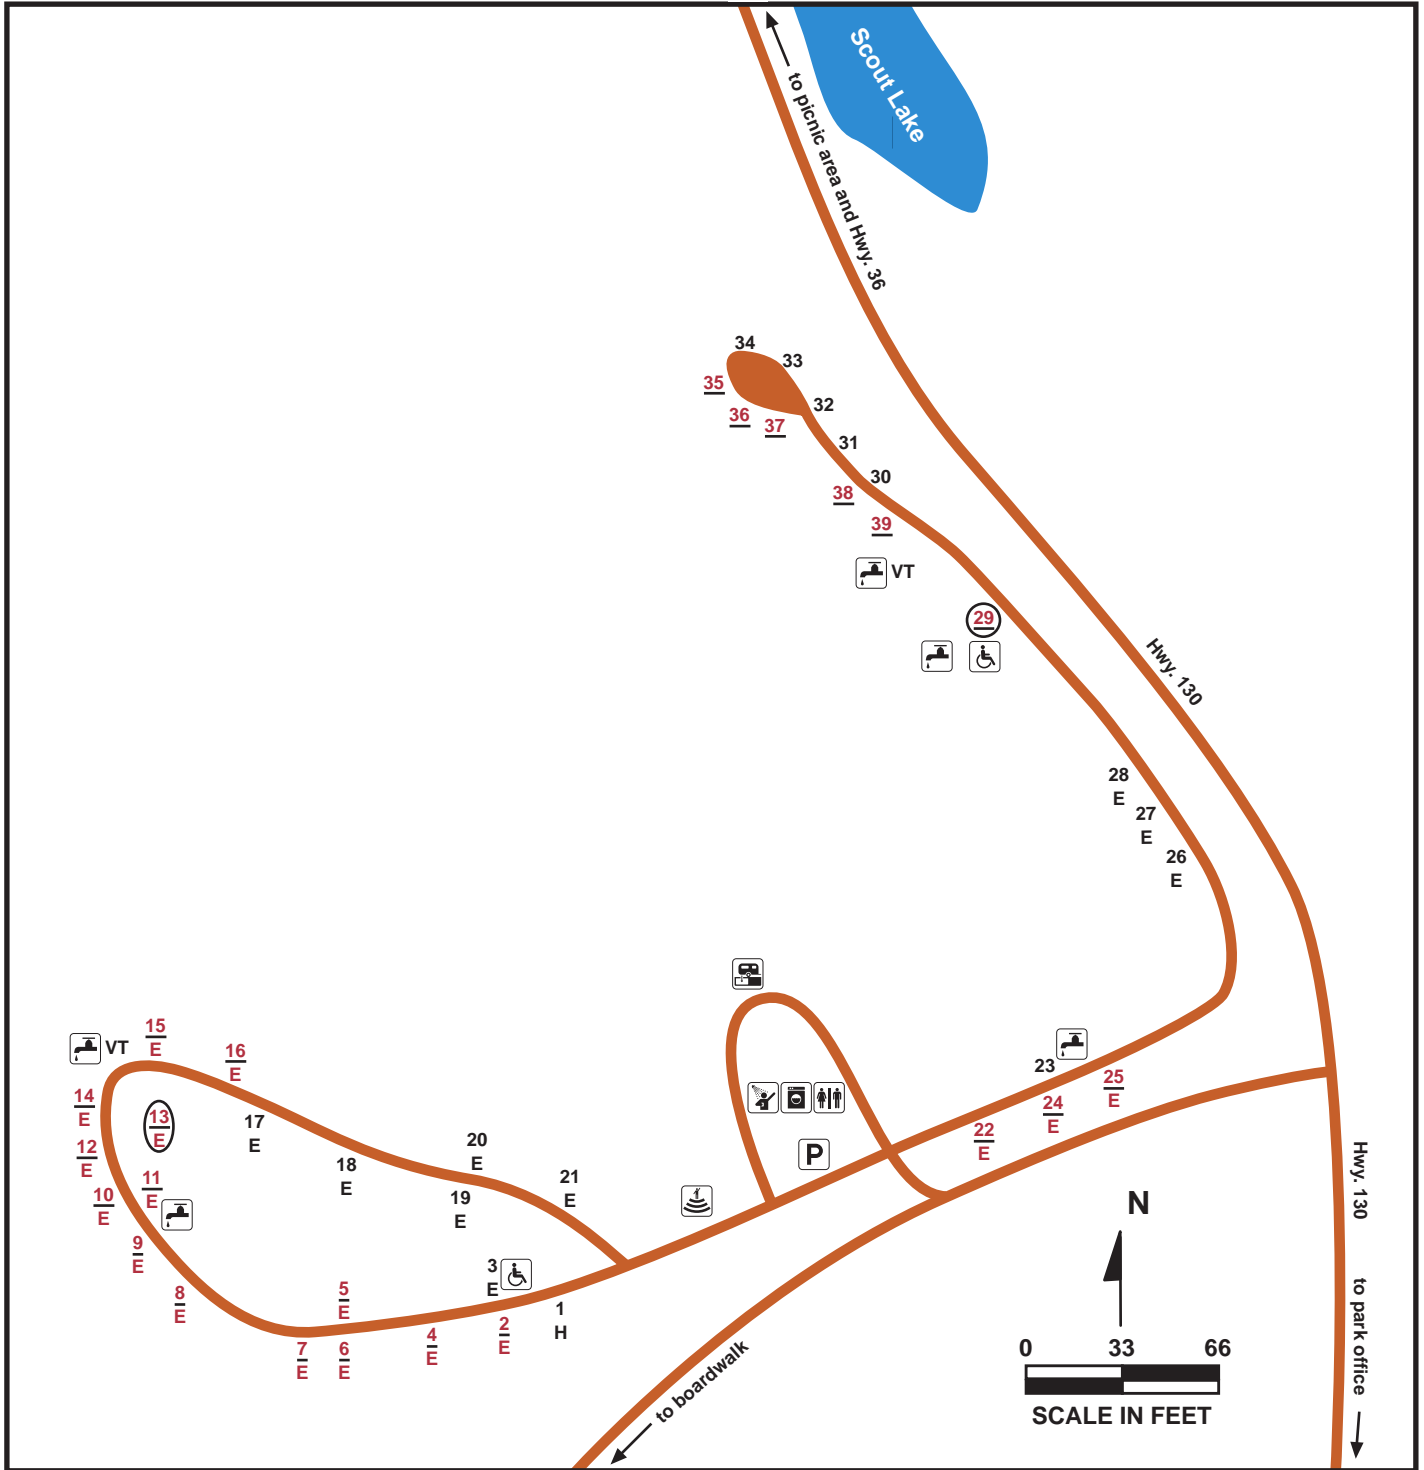 Scout Lake
to picnic area and Hwy. 36
34
33
35
32
36
37
31
30
38
39
VT
29
Hwy. 130
28
E
27
E
26
E
15
E
VT
16
E
23
25
E
14
E
13
E
17
E
24
E
22
E
12
E
20
E
18
E
P
11
E
21
E
10
E
19
E
Hwy. 130
N
9
E
3
E
8
E
5
E
1
H
2
E
4
E
7
E
6
E
to park office
to boardwalk
0 33 66
SCALE IN FEET